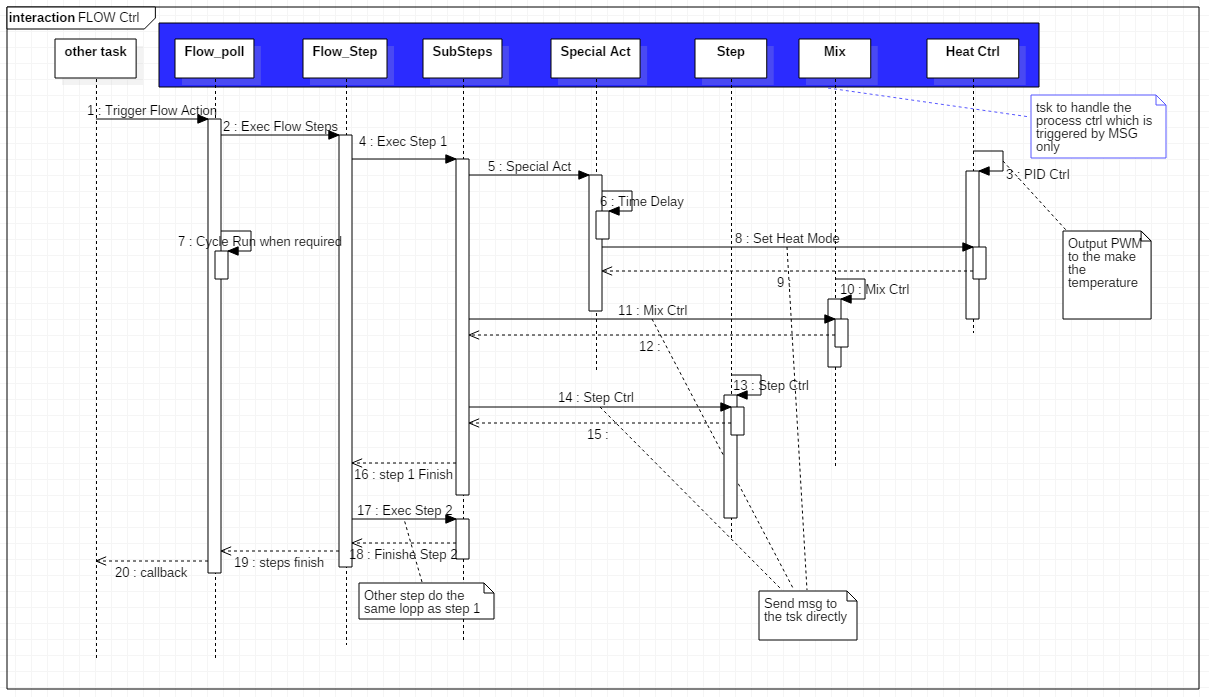 interaction FLOW Ctrl
other task
Flow_poll
Flow_Step
SubSteps
Special Act
Step
Mix
Heat Ctrl
tsk to handle the
process ctrl which is
triggered by MSG
only
1 : Trigger Flow Action
2 : Exec Flow Steps
4 : Exec Step 1
5 : Special Act
3 : PID Ctrl
6 : Time Delay
7 : Cycle Run when required
8 : Set Heat Mode
Output PWM
to the make
the
temperature
9
10 : Mix Ctrl
11 : Mix Ctrl
12 :
13 : Step Ctrl
14 : Step Ctrl
15 :
16 : step 1 Finish
17 : Exec Step 2
18 : Finishe Step 2
19 : steps finish
20 : callback
Other step do the
same lopp as step 1
Send msg to
the tsk directly